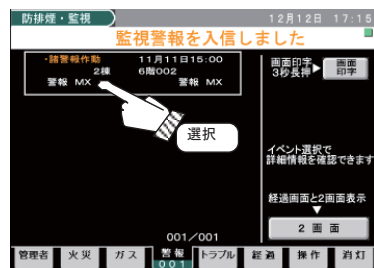 防排煙・監視 12月12日 17:15
監視警報を入信しました
・諸警報作動 11月11日15:00
2棟 6階002
警報 MX 警報 MX
画面印字
3秒長押▶
画面
印字
選択
イベント選択で
詳細情報を確認できます
経過画面と2画面表示
▼
2 画 面
001/001
管理者 火災 ガス 警報 トラブル 経過 操作 消灯
001